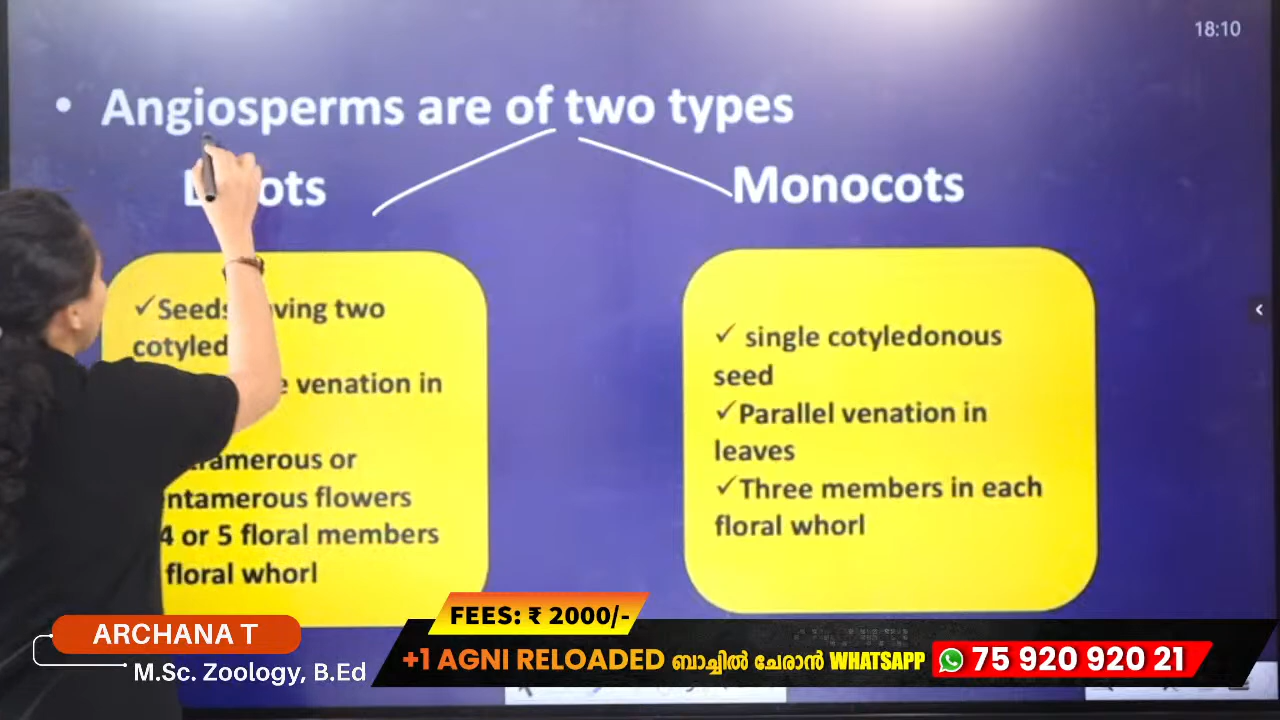 18:10
• Angiosperms are of two types
ots
Monocots
✓Seeds ving two
cotyled
e venation in
ramerous or
ntamerous flowers
4 or 5 floral members
floral whorl
✓ single cotyledonous
seed
✓Parallel venation in
leaves
✓Three members in each
floral whorl
FEES: ₹ 2000/-
ARCHANA T
M.Sc. Zoology, B.Ed
+1 AGNI RELOADED ബാച്ചിൽ ചേരാൻ WHATSAPP 75 920 920 21